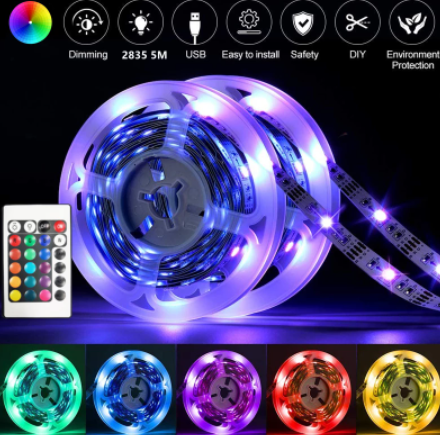 Dimming
2835 5M
USB
Easy to install
Safety
DIY
Environment
Protection